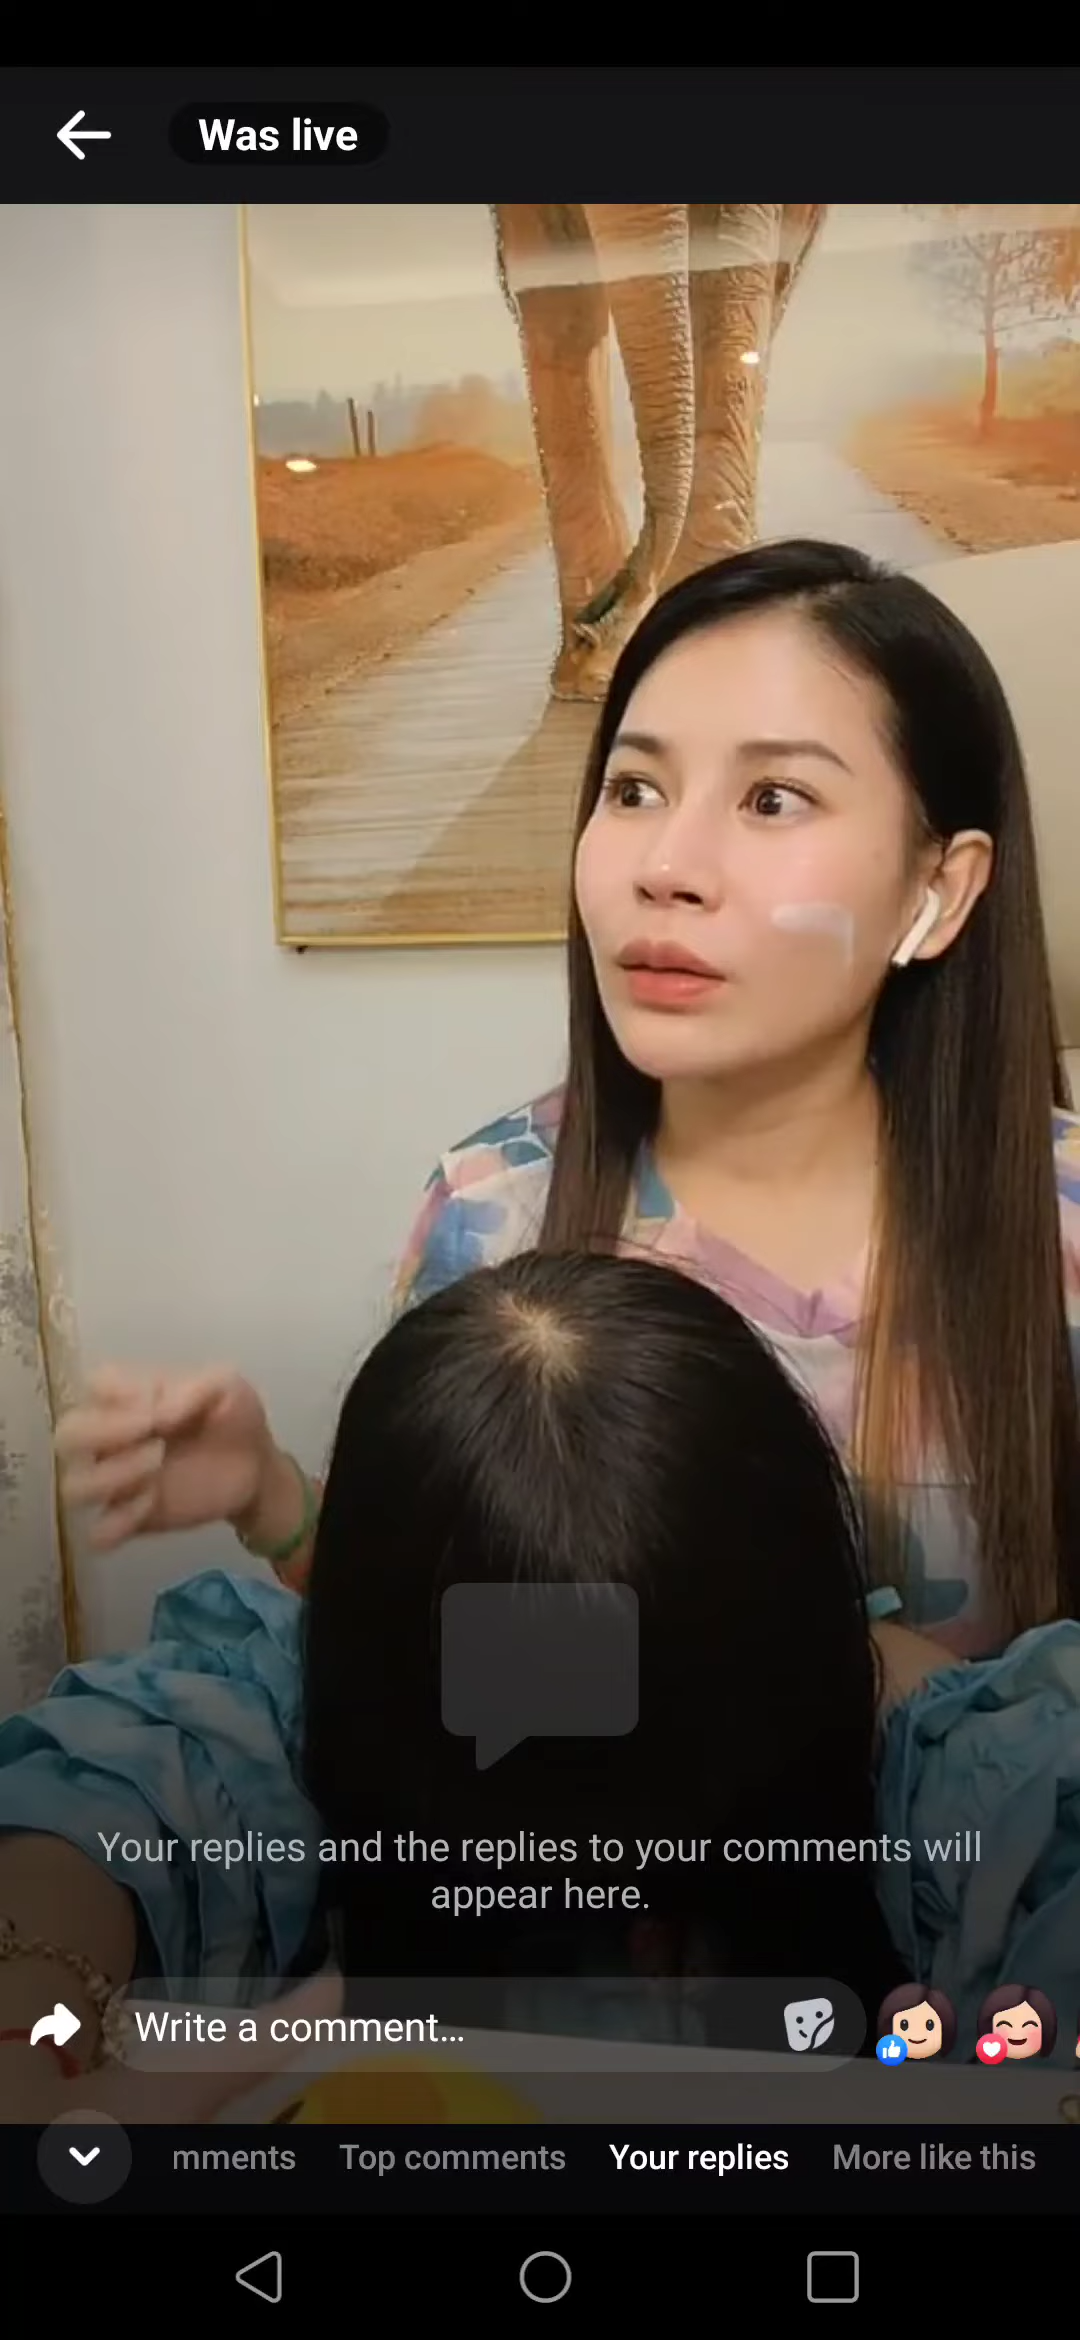 Was live
Your replies and the replies to your comments will
appear here.
Write a comment...
mments
Top comments
Your replies
More like this